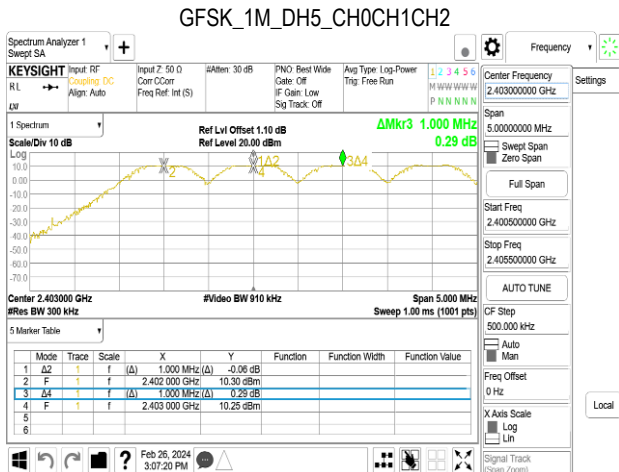 GFSK_1M_DH5_CH0CH1CH2
Spectrum Analyzer 1
Swept SA
Frequency
KEYSIGHT
RL
Input: RF
Coupling: DC
Align: Auto
Input Z: 50 Ω
Corr CCorr
Freq Ref: Int (S)
#Atten: 30 dB
PNO: Best Wide
Gate: Off
IF Gain: Low
Sig Track: Off
Avg Type: Log-Power
Trig: Free Run
1 2 3 4 5 6
M W W W W W
P N N N N N
Center Frequency
2.403000000 GHz
Settings
Span
5.00000000 MHz
Swept Span
Zero Span
Full Span
Start Freq
2.400500000 GHz
Stop Freq
2.405500000 GHz
AUTO TUNE
CF Step
500.000 kHz
Auto
Man
Freq Offset
0 Hz
X Axis Scale
Log
Lin
Local
Signal Track
(Span Zoom)
1 Spectrum
Scale/Div 10 dB
Ref Lvl Offset 1.10 dB
Ref Level 20.00 dBm
ΔMkr3 1.000 MHz
0.29 dB
Log
10.0
0.00
-10.0
-20.0
-30.0
-40.0
-50.0
-60.0
-70.0
2
1Δ2
4
3Δ4
Center 2.403000 GHz
#Res BW 300 kHz
#Video BW 910 kHz
Span 5.000 MHz
Sweep 1.00 ms (1001 pts)
5 Marker Table
Mode Trace Scale X Y Function Function Width Function Value
1 Δ2 1 f (Δ) 1.000 MHz (Δ) -0.06 dB
2 F 1 f 2.402 000 GHz 10.30 dBm
3 Δ4 1 f (Δ) 1.000 MHz (Δ) 0.29 dB
4 F 1 f 2.403 000 GHz 10.25 dBm
5
6
?
Feb 26, 2024
3:07:20 PM